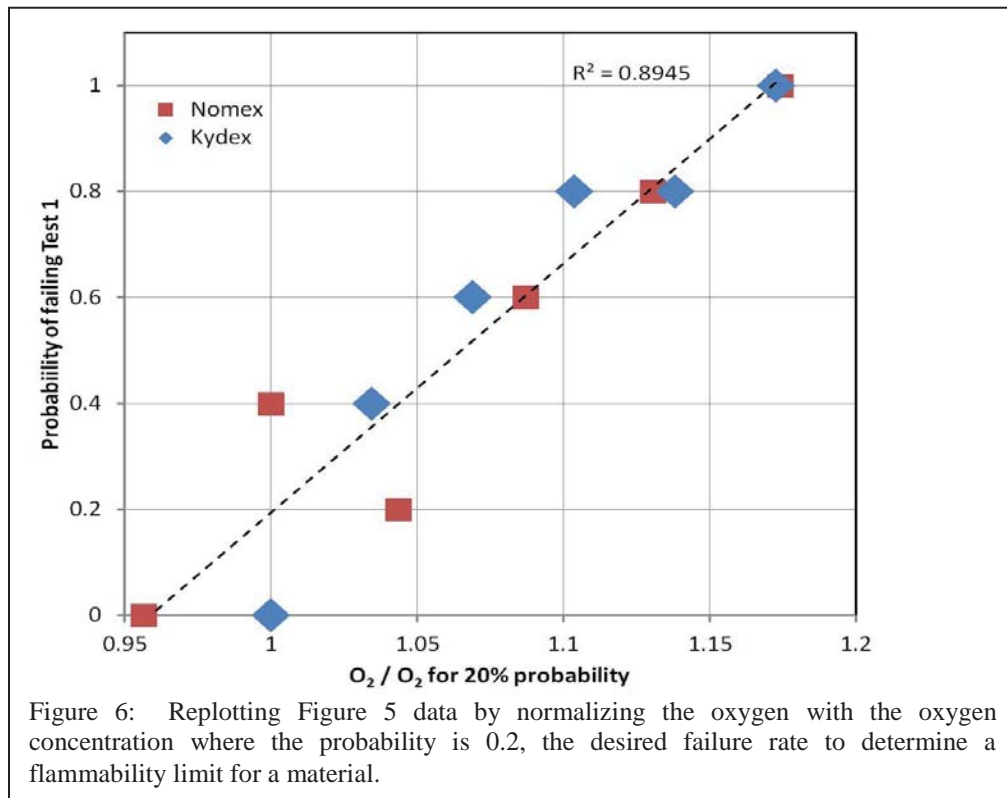 R² = 0.8945
Nomex
Kydex
Probabiility of failing Test 1
1
0.8
0.6
0.4
0.2
0
0.95
1
1.05
1.1
1.15
1.2
O₂ / O₂ for 20% probability
Figure 6: Replotting Figure 5 data by normalizing the oxygen with the oxygen
concentration where the probability is 0.2, the desired failure rate to determine a
flammability limit for a material.